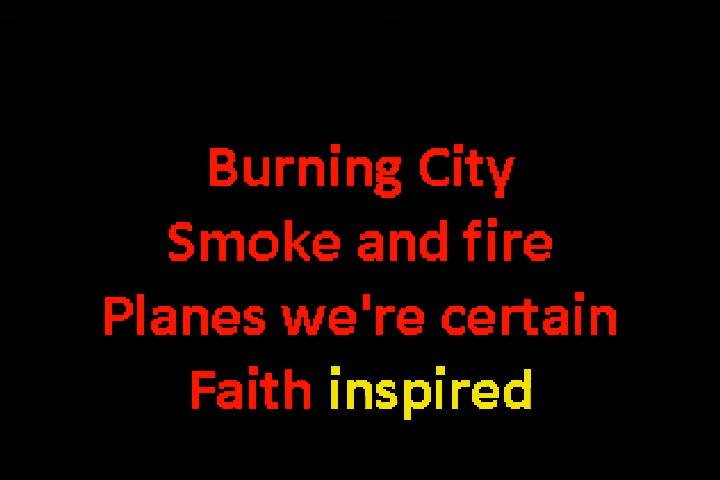 Burning City
Smoke and fire
Planes we're certain
Faith inspired